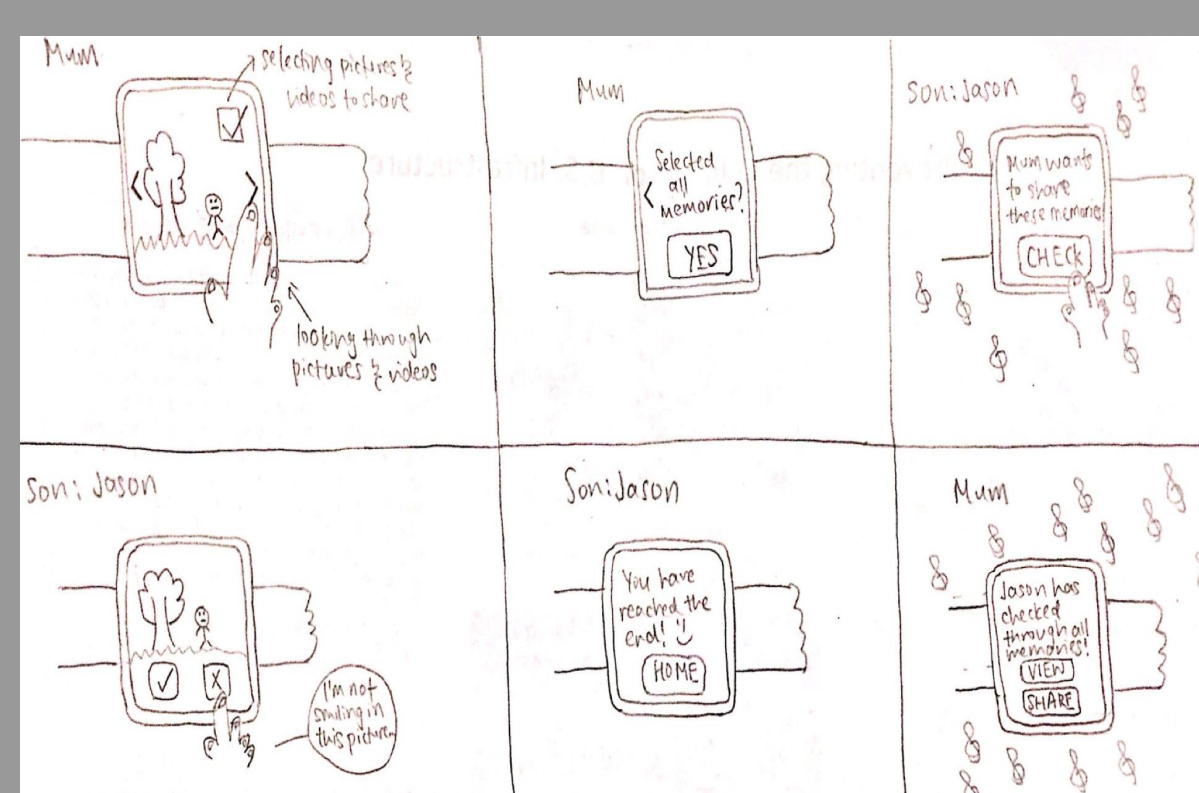 Mum
selecting pictures &
videos to share
looking through
pictures & videos
Mum
Selected
all
memories?
YES
Son: Jason
Mum wants
to share
these memories
CHECK
Son: Jason
I'm not
smiling in
this picture.
Son: Jason
You have
reached the
end!
HOME
Mum
Jason has
checked
through all
memories!
VIEW
SHARE